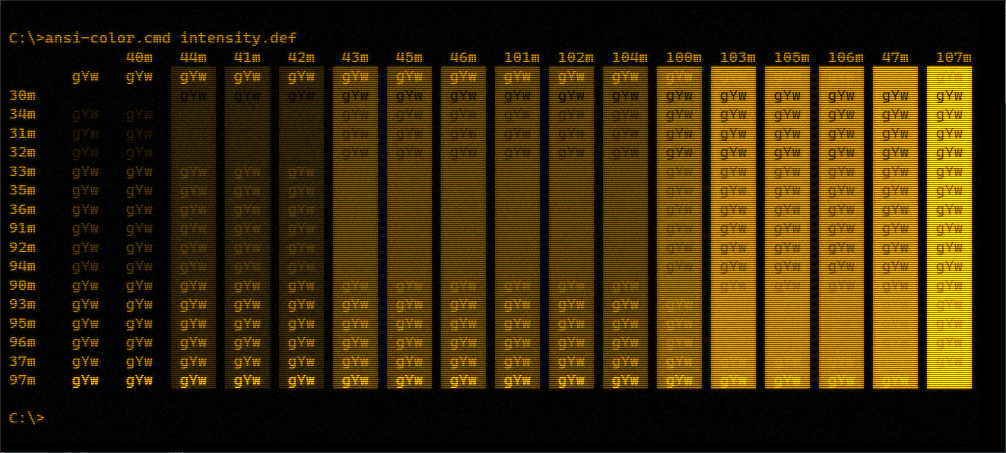 C:\>ansi-color.cmd intensity.def
40m 44m 41m 42m 43m 45m 46m 101m 102m 104m 100m 103m 105m 106m 47m 107m
gYw gYw gYw gYw gYw gYw gYw gYw gYw gYw gYw gYw gYw gYw gYw gYw
30m gYw gYw gYw gYw gYw gYw gYw gYw gYw gYw gYw gYw gYw gYw gYw
34m gYw gYw gYw gYw gYw gYw gYw gYw gYw gYw gYw gYw gYw gYw
31m gYw gYw gYw gYw gYw gYw gYw gYw gYw gYw gYw gYw gYw gYw
32m gYw gYw gYw gYw gYw gYw gYw gYw gYw gYw gYw gYw gYw gYw
33m gYw gYw gYw gYw gYw gYw gYw gYw gYw gYw gYw
35m gYw gYw gYw gYw gYw gYw gYw gYw gYw gYw gYw
36m gYw gYw gYw gYw gYw gYw gYw gYw gYw gYw gYw
91m gYw gYw gYw gYw gYw gYw gYw gYw gYw gYw gYw
92m gYw gYw gYw gYw gYw gYw gYw gYw gYw gYw gYw
94m gYw gYw gYw gYw gYw gYw gYw gYw gYw gYw gYw
90m gYw gYw gYw gYw gYw gYw gYw gYw gYw gYw gYw gYw gYw gYw gYw gYw
93m gYw gYw gYw gYw gYw gYw gYw gYw gYw gYw gYw gYw gYw
95m gYw gYw gYw gYw gYw gYw gYw gYw gYw gYw gYw gYw gYw
96m gYw gYw gYw gYw gYw gYw gYw gYw gYw gYw gYw gYw gYw
37m gYw gYw gYw gYw gYw gYw gYw gYw gYw gYw gYw gYw gYw
97m gYw gYw gYw gYw gYw gYw gYw gYw gYw gYw gYw gYw gYw gYw gYw gYw
C:\>